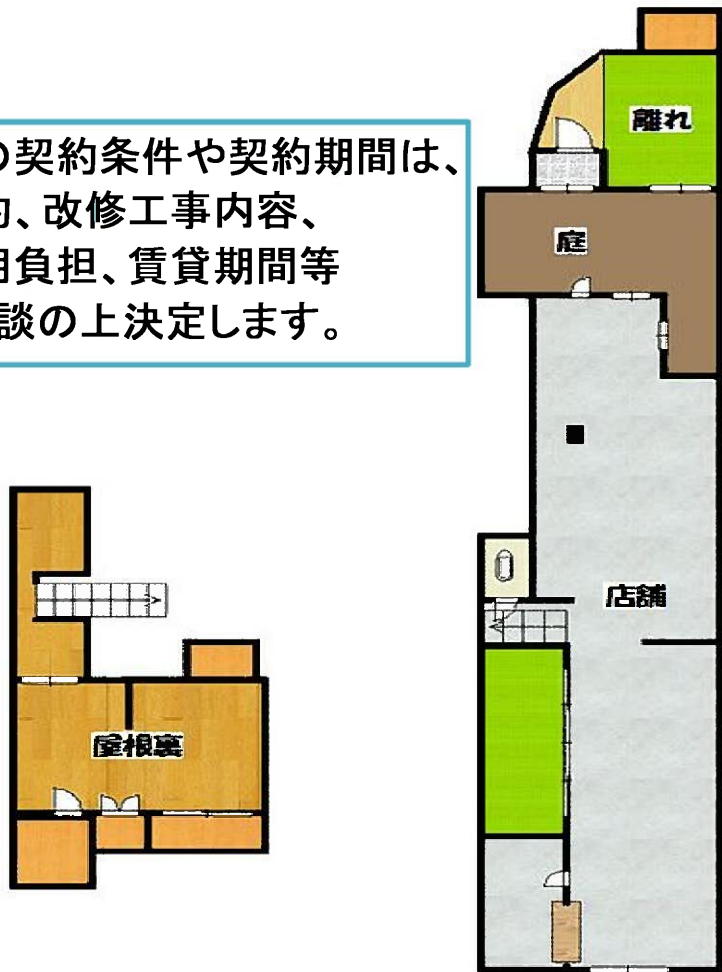 の契約条件や契約期間は、
約、改修工事内容、
用負担、賃貸期間等
談の上決定します。
離れ
庭
店舗
屋根裏